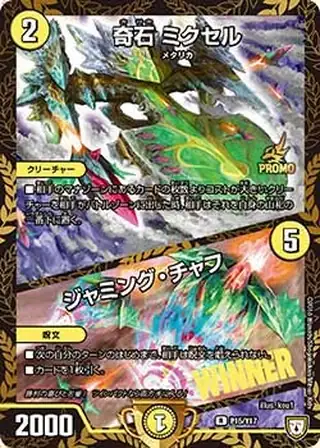 2
奇石 ミクセル
メタリカ
PROMO
クリーチャー
■相手のマナゾーンにあるカードの枚数よりコストが大きいクリー
チャーを相手がバトルゾーンに出した時、相手はそれを自身の山札の
一番下に置く。
5
ジャミング・チャフ
呪文
■次の自分のターンのはじめまで、相手は呪文を唱えられない。
■カードを1枚引く。
WINNER
illus. kou1
2000
1
R P15/Y17